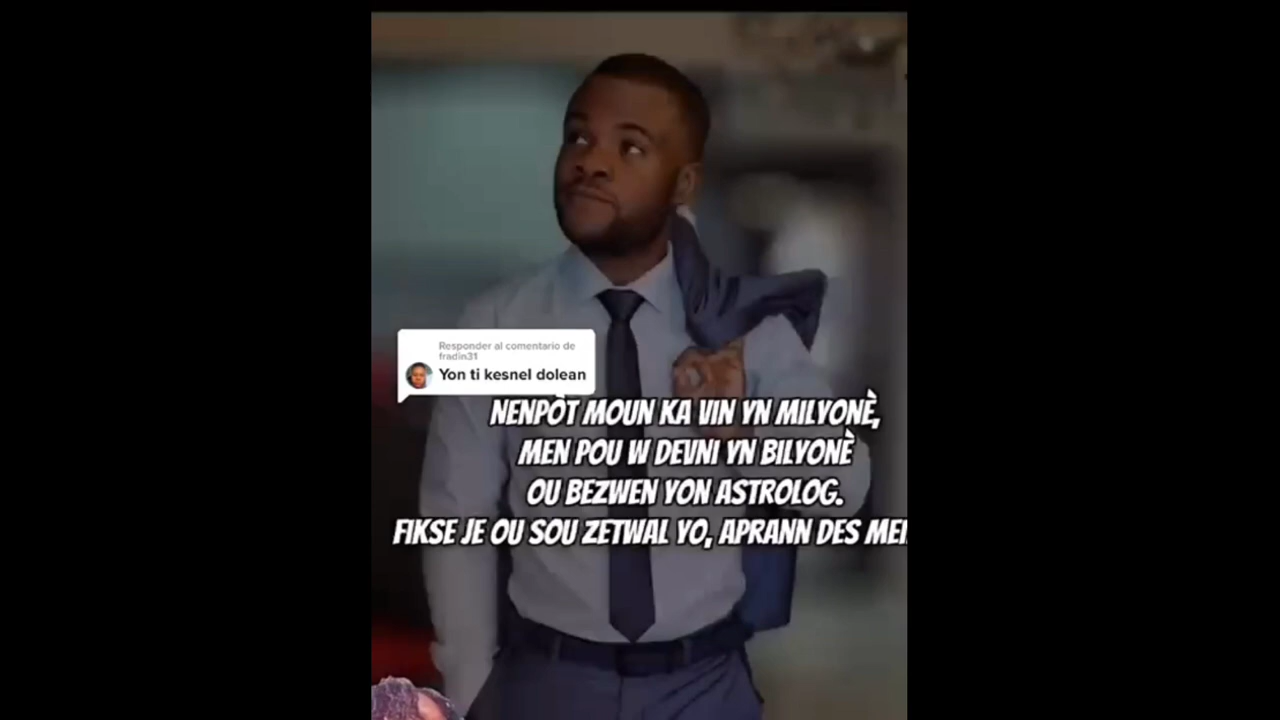 Responder al comentario de
fradin31
Yon ti kesnel dolean
NENPÒT MOUN KA VIN YN MILYONÈ,
MEN POU W DEVNI YN BILYONÈ
OU BEZWEN YON ASTROLOG.
FIKSE JE OU SOU ZETWAL YO, APRANN DES